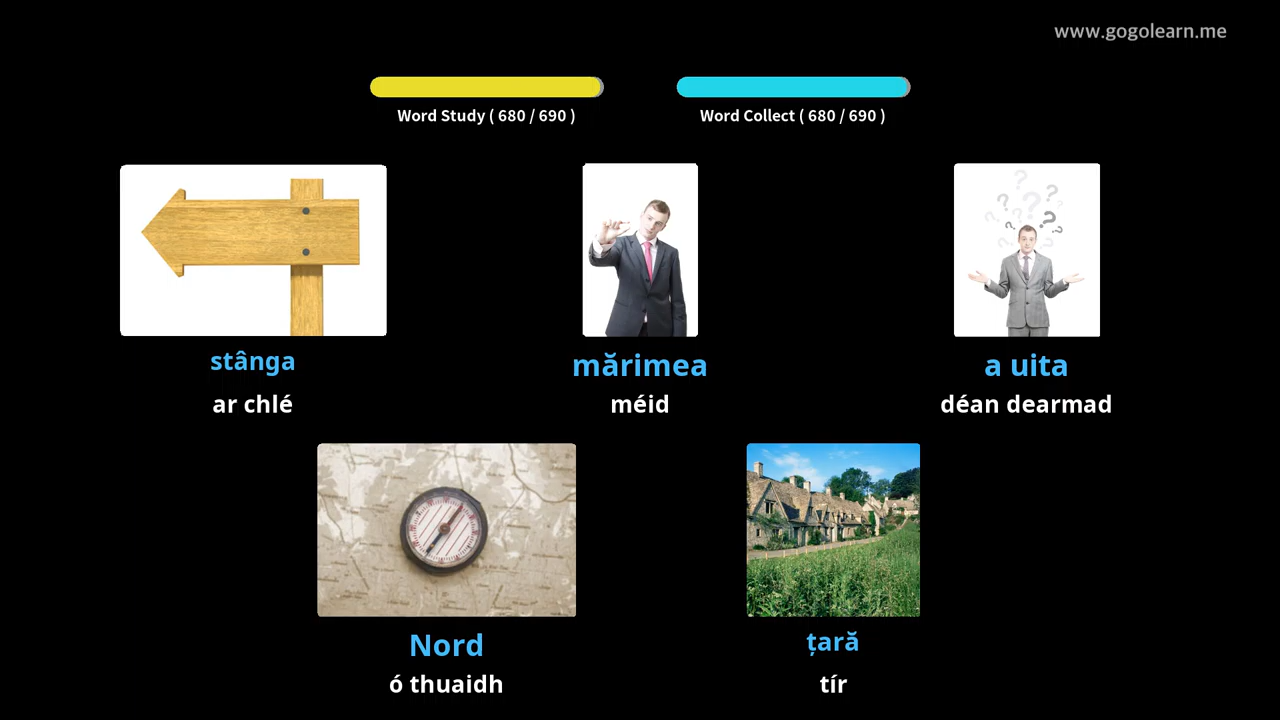 www.gogolearn.me
Word Study ( 680 / 690 )
Word Collect ( 680 / 690 )
stânga
ar chlé
mărimea
méid
a uita
déan dearmad
Nord
ó thuaidh
țară
tír